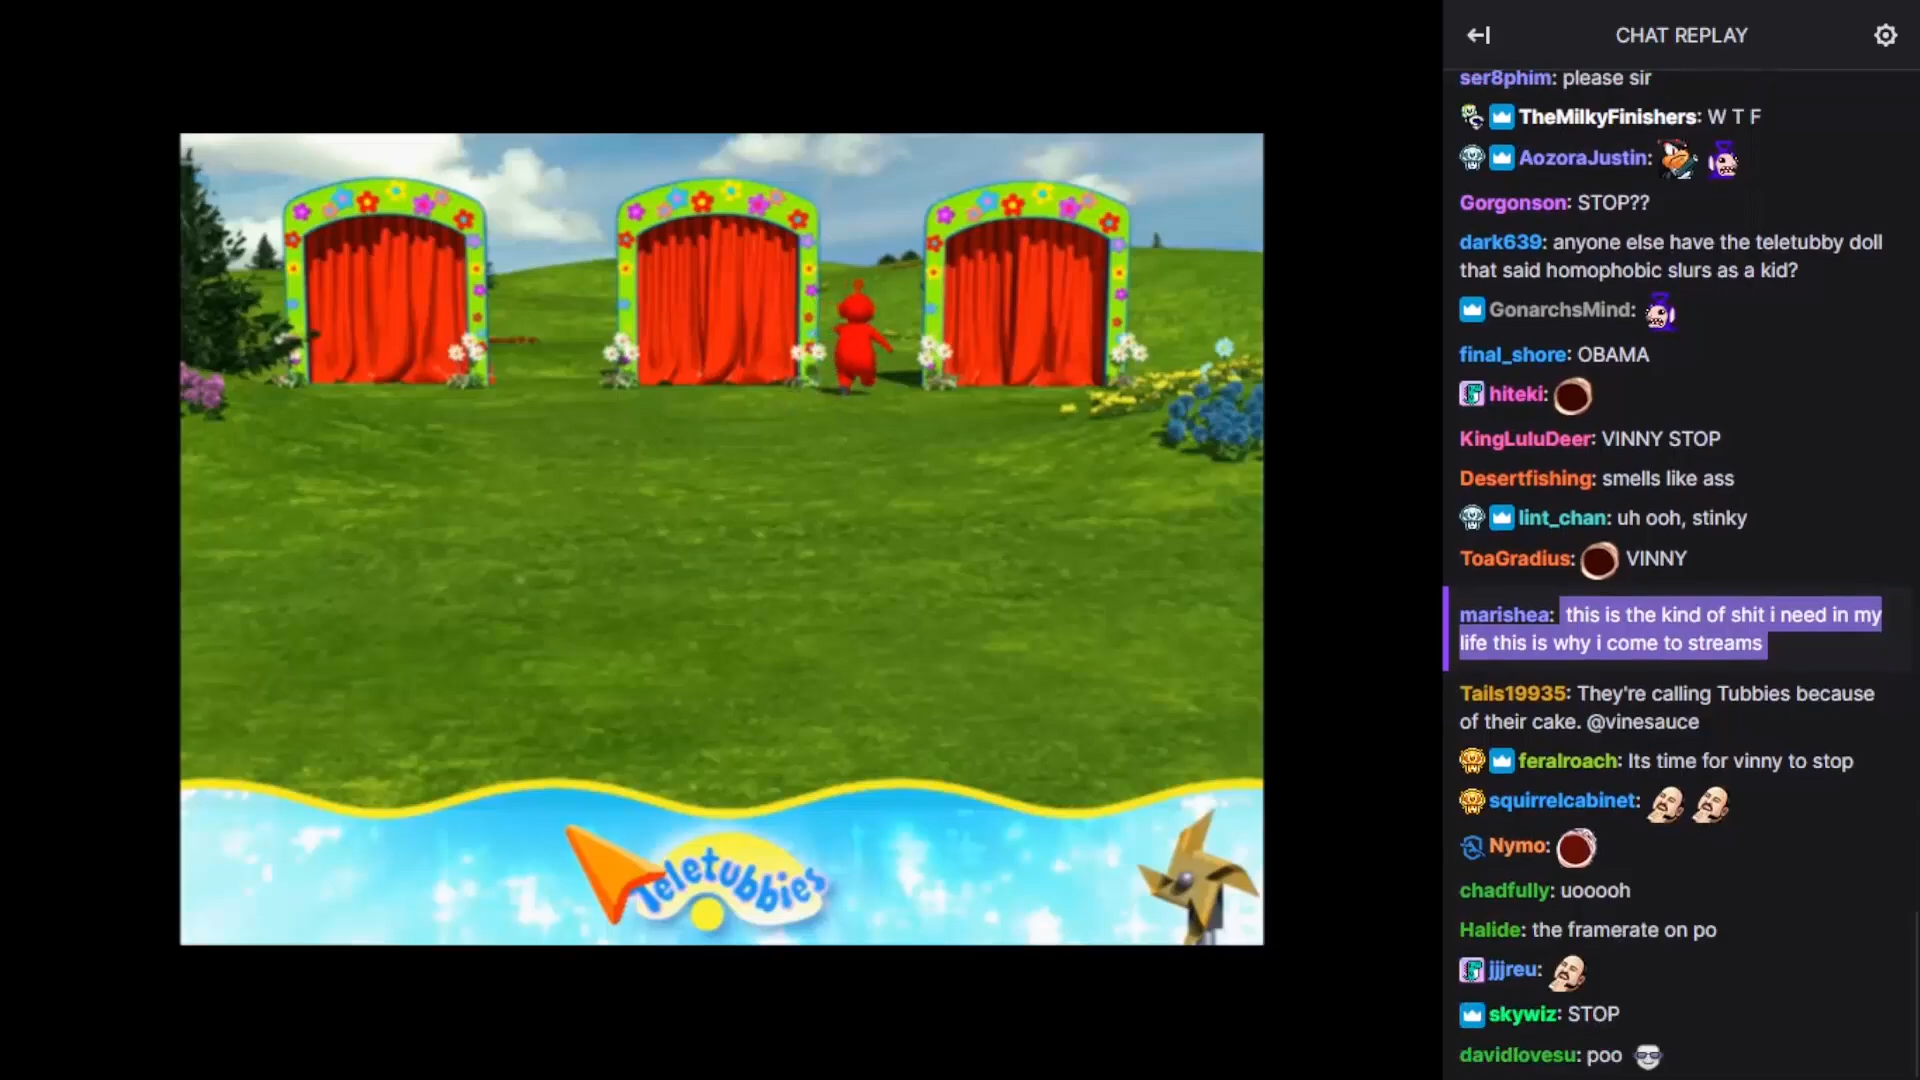 CHAT REPLAY
ser8phim: please sir
TheMilkyFinishers: W T F
AozoraJustin:
Gorgonson: STOP??
dark639: anyone else have the teletubby doll
that said homophobic slurs as a kid?
GonarchsMind:
final_shore: OBAMA
hiteki:
KingLuluDeer: VINNY STOP
Desertfishing: smells like ass
lint_chan: uh ooh, stinky
ToaGradius: VINNY
marishea: this is the kind of shit i need in my
life this is why i come to streams
Tails19935: They're calling Tubbies because
of their cake. @vinesauce
feralroach: Its time for vinny to stop
squirrelcabinet:
Nymo:
chadfully: uooooh
Halide: the framerate on po
jjjreu:
skywiz: STOP
davidlovesu: poo
Teletubbies